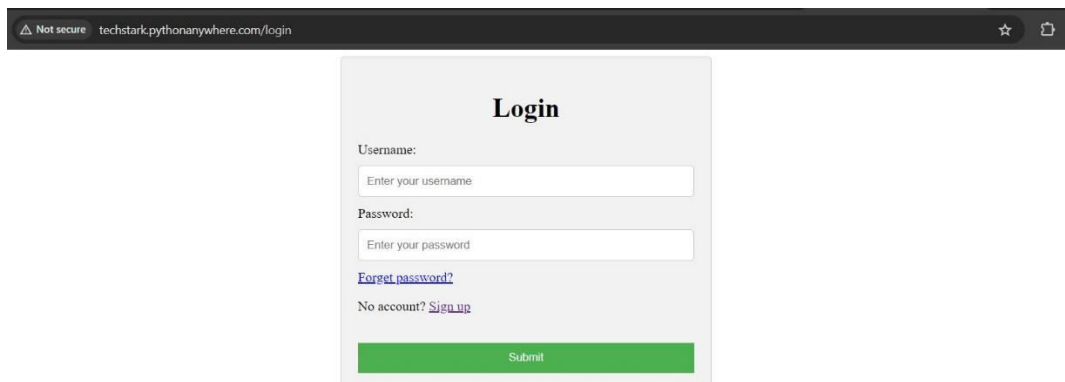 Not secure techstark.pythonanywhere.com/login
Login
Username:
Enter your username
Password:
Enter your password
Forget password?
No account? Sign up
Submit